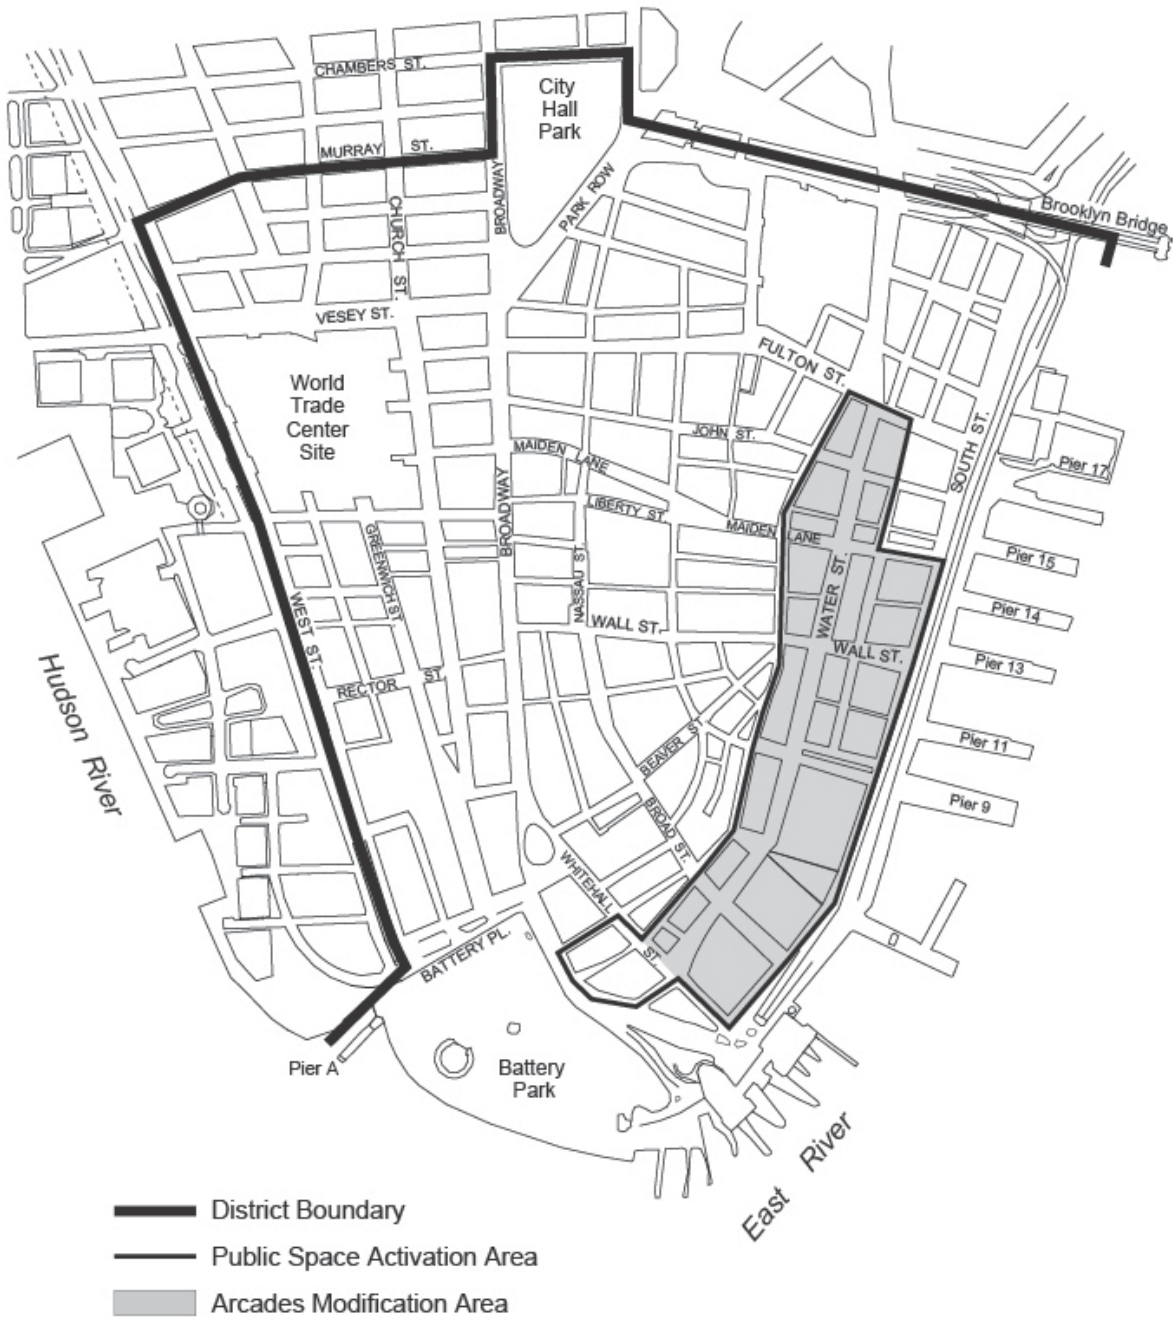 CHAMBERS ST.
City
Hall
Park
MURRAY ST.
BROADWAY
PARK ROW
CHURCH ST.
Brooklyn Bridge
VESEY ST.
FULTON ST.
World
Trade
Center
Site
JOHN ST.
SOUTH ST.
MAIDEN LANE
Pier 17
BROADWAY
LIBERTY ST.
MAIDEN LANE
GREENWICH ST.
NASSAU ST.
Pier 15
WATER ST.
WEST ST.
Pier 14
WALL ST.
WALL ST.
Pier 13
RECTOR ST.
Hudson River
BEAVER ST.
Pier 11
Pier 9
BROAD ST.
WHITEHALL ST.
BATTERY PL.
Pier A
Battery
Park
East River
District Boundary
Public Space Activation Area
Arcades Modification Area